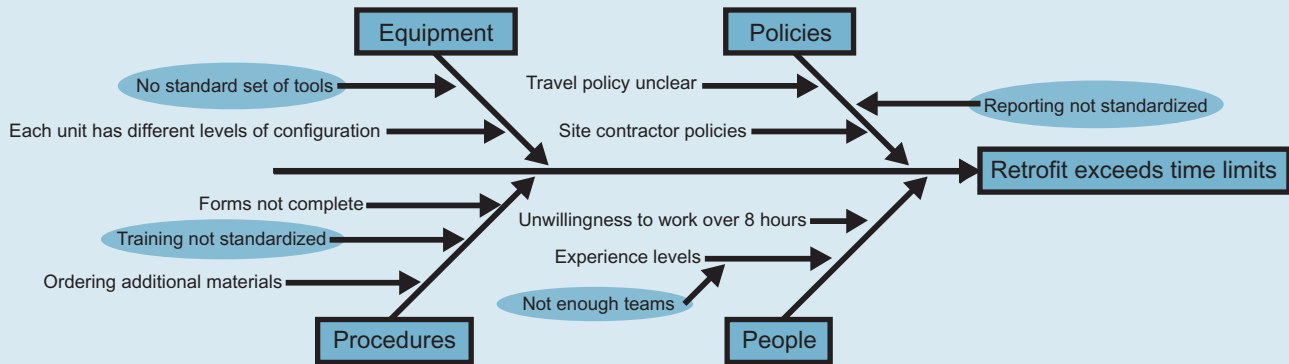 Equipment
Policies
No standard set of tools
Travel policy unclear
Reporting not standardized
Each unit has different levels of configuration
Site contractor policies
Retrofit exceeds time limits
Forms not complete
Unwillingness to work over 8 hours
Training not standardized
Experience levels
Ordering additional materials
Not enough teams
Procedures
People